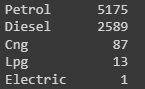 Petrol 5175
Diesel 2589
Cng 87
Lpg 13
Electric 1